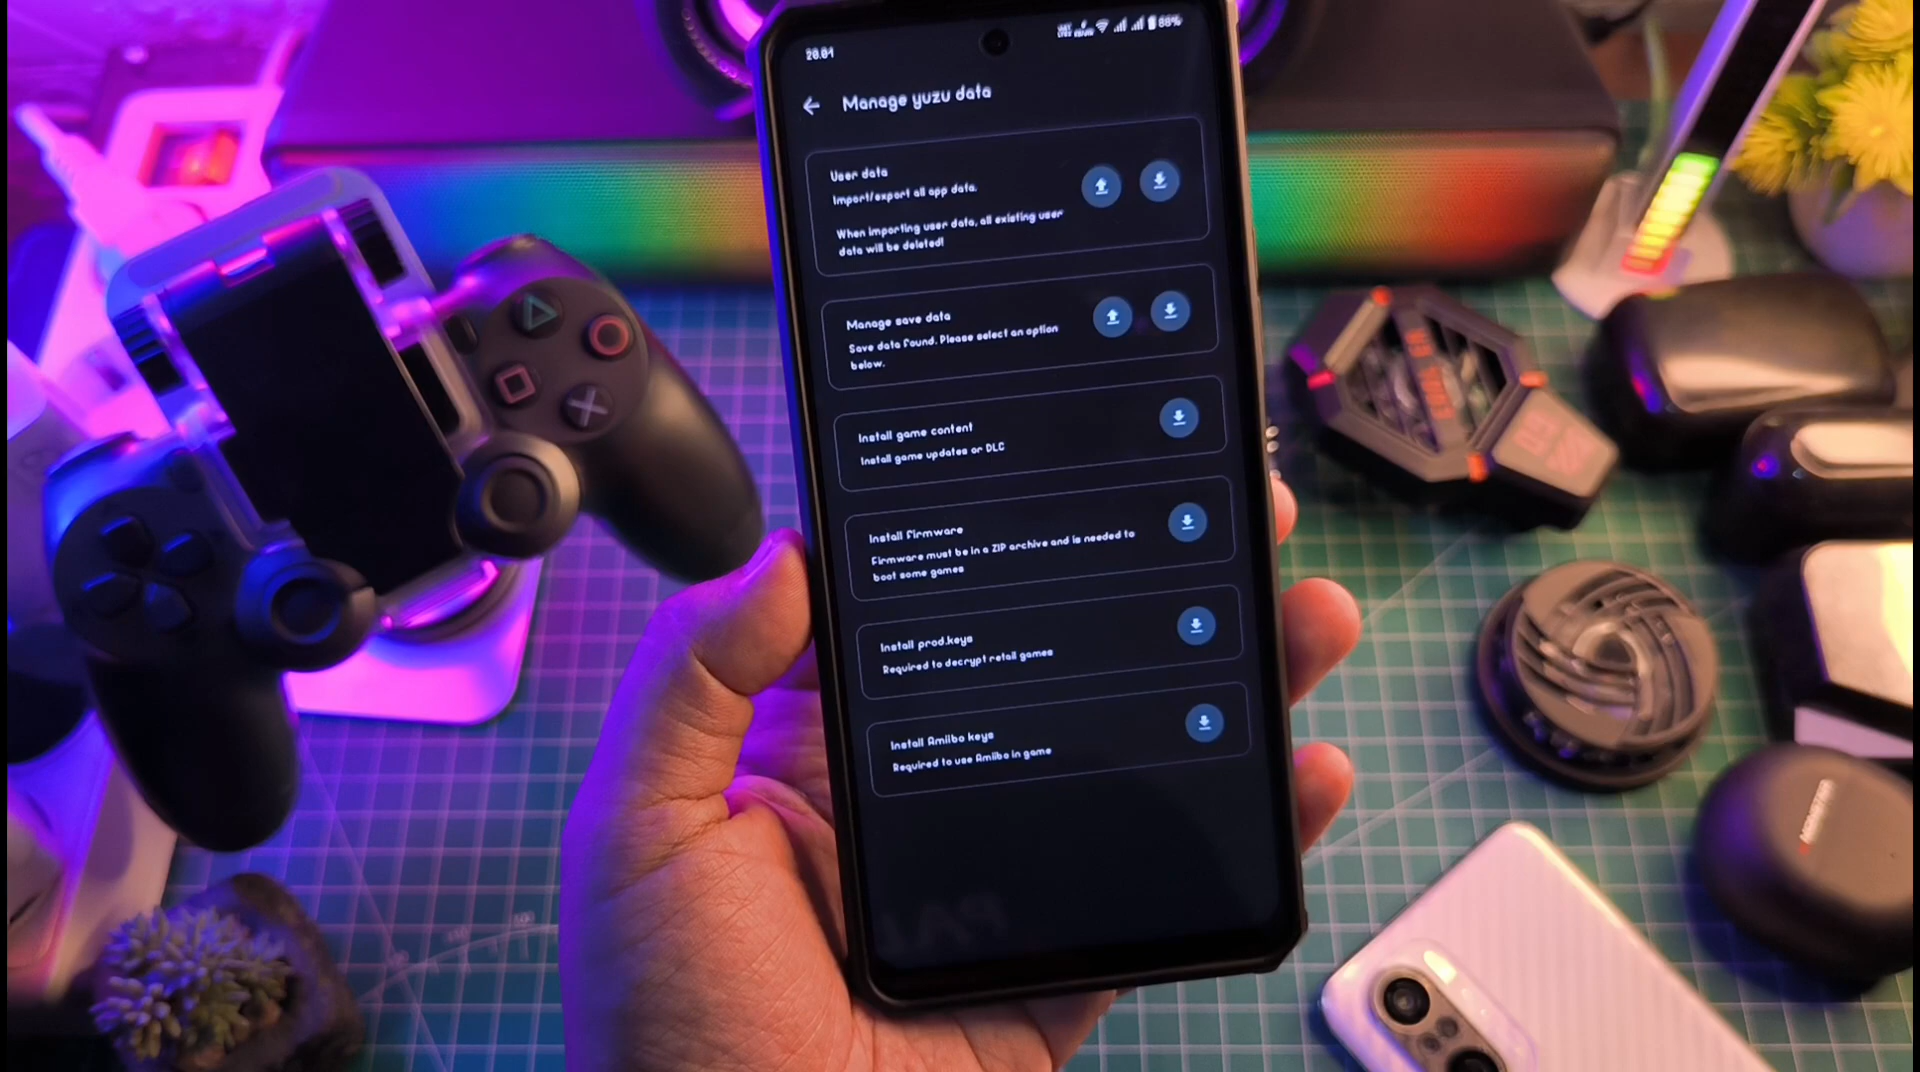 20.01
88%
Manage yuzu data
User data
Import/export all app data.
When importing user data, all existing user
data will be deleted!
Manage save data
Save data found. Please select an option
below.
Install game content
Install game updates or DLC
Install firmware
Firmware must be in a ZIP archive and is needed to
boot some games
Install prod.keys
Required to decrypt retail games
Install Amiibo keys
Required to use Amiibo in game